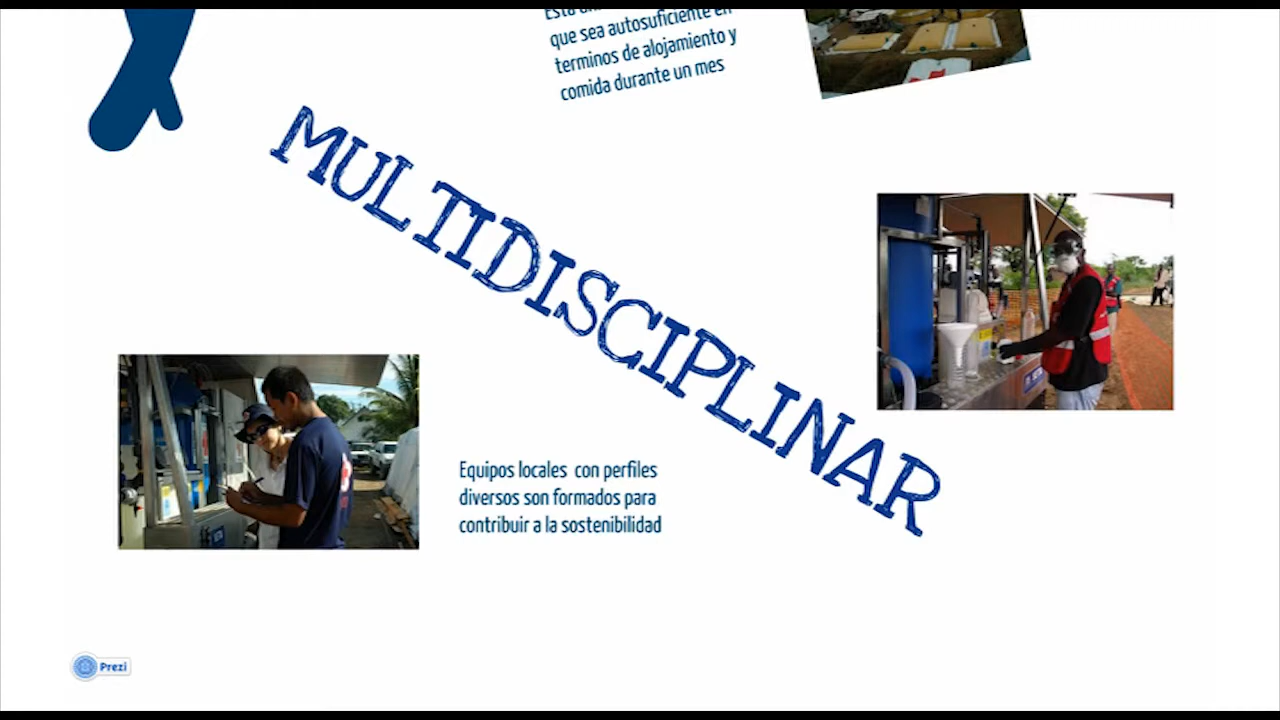 que sea autosuficiente en
terminos de alojamiento y
comida durante un mes
MULTIDISCIPLINAR
Equipos locales con perfiles
diversos son formados para
contribuir a la sostenibilidad
Prezi